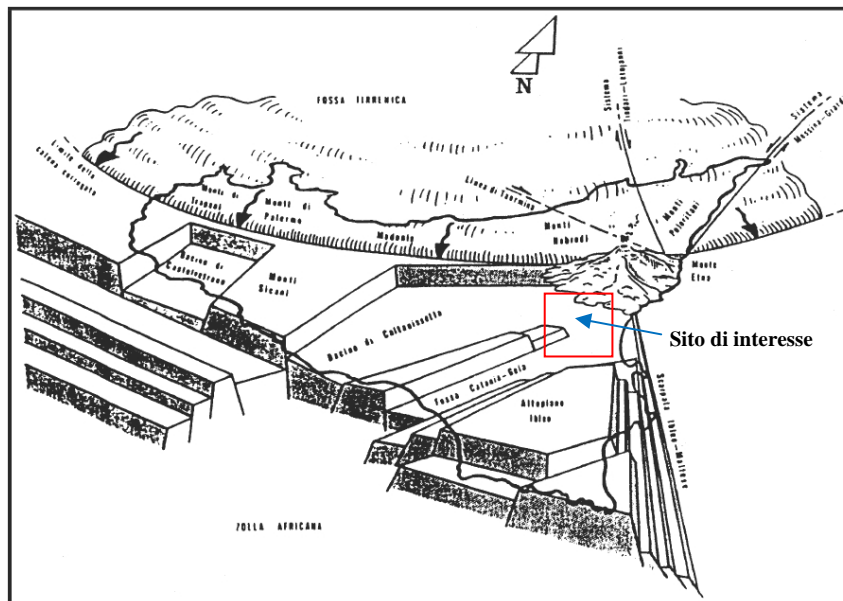 N
FOSSA TIRRENICA
Sistema
Tindari-Letojanni
Sistema
Messina-Giardini
Limite della
catena corrugata
Linea di Taormina
Monti di
Trapani
Monti
di
Palermo
Madonie
Monti
Nebrodi
Monti
Peloritani
Monte
Etna
Bacino di
Castelvetrano
Monti
Sicani
Bacino di Caltanissetta
Sito di interesse
Fossa Catania-Gela
Altopiano
Ibleo
Scarpata Ibleo-Maltese
ZOLLA AFRICANA